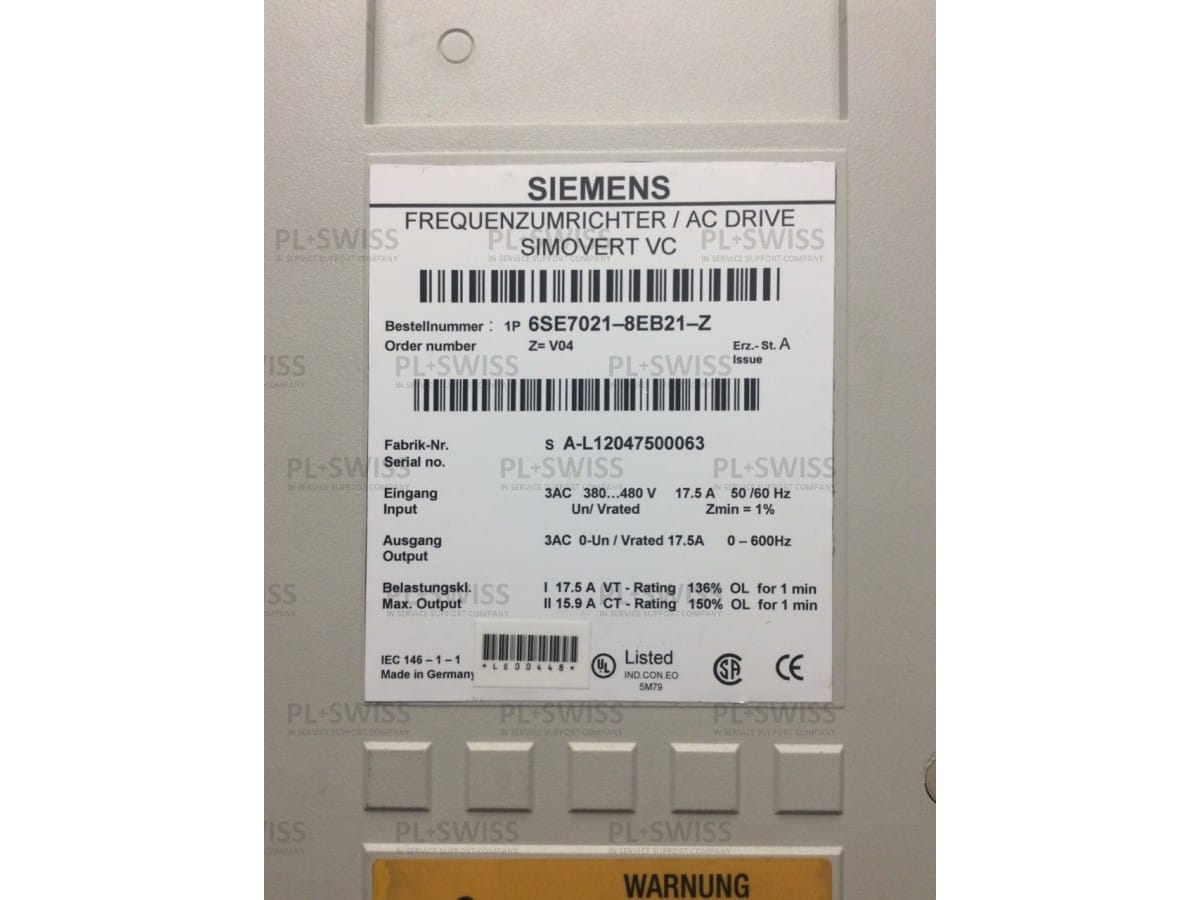 SIEMENS
FREQUENZUMRICHTER / AC DRIVE
SIMOVERT VC
Bestellnummer : 1P 6SE7021–8EB21–Z
Order number Z= V04 Erz.- St. A
Issue
Fabrik-Nr. S A-L12047500063
Serial no.
Eingang 3AC 380...480 V 17.5 A 50 /60 Hz
Input Un/ Vrated Zmin = 1%
Ausgang 3AC 0-Un / Vrated 17.5A 0 – 600Hz
Output
Belastungskl. I 17.5 A VT - Rating 136% OL for 1 min
Max. Output II 15.9 A CT - Rating 150% OL for 1 min
IEC 146 – 1 – 1
Made in Germany
*LE00448*
UL Listed
IND.CON.EO
5M79
SA CE
WARNUNG
PL+SWISS
IN SERVICE SUPPORT COMPANY